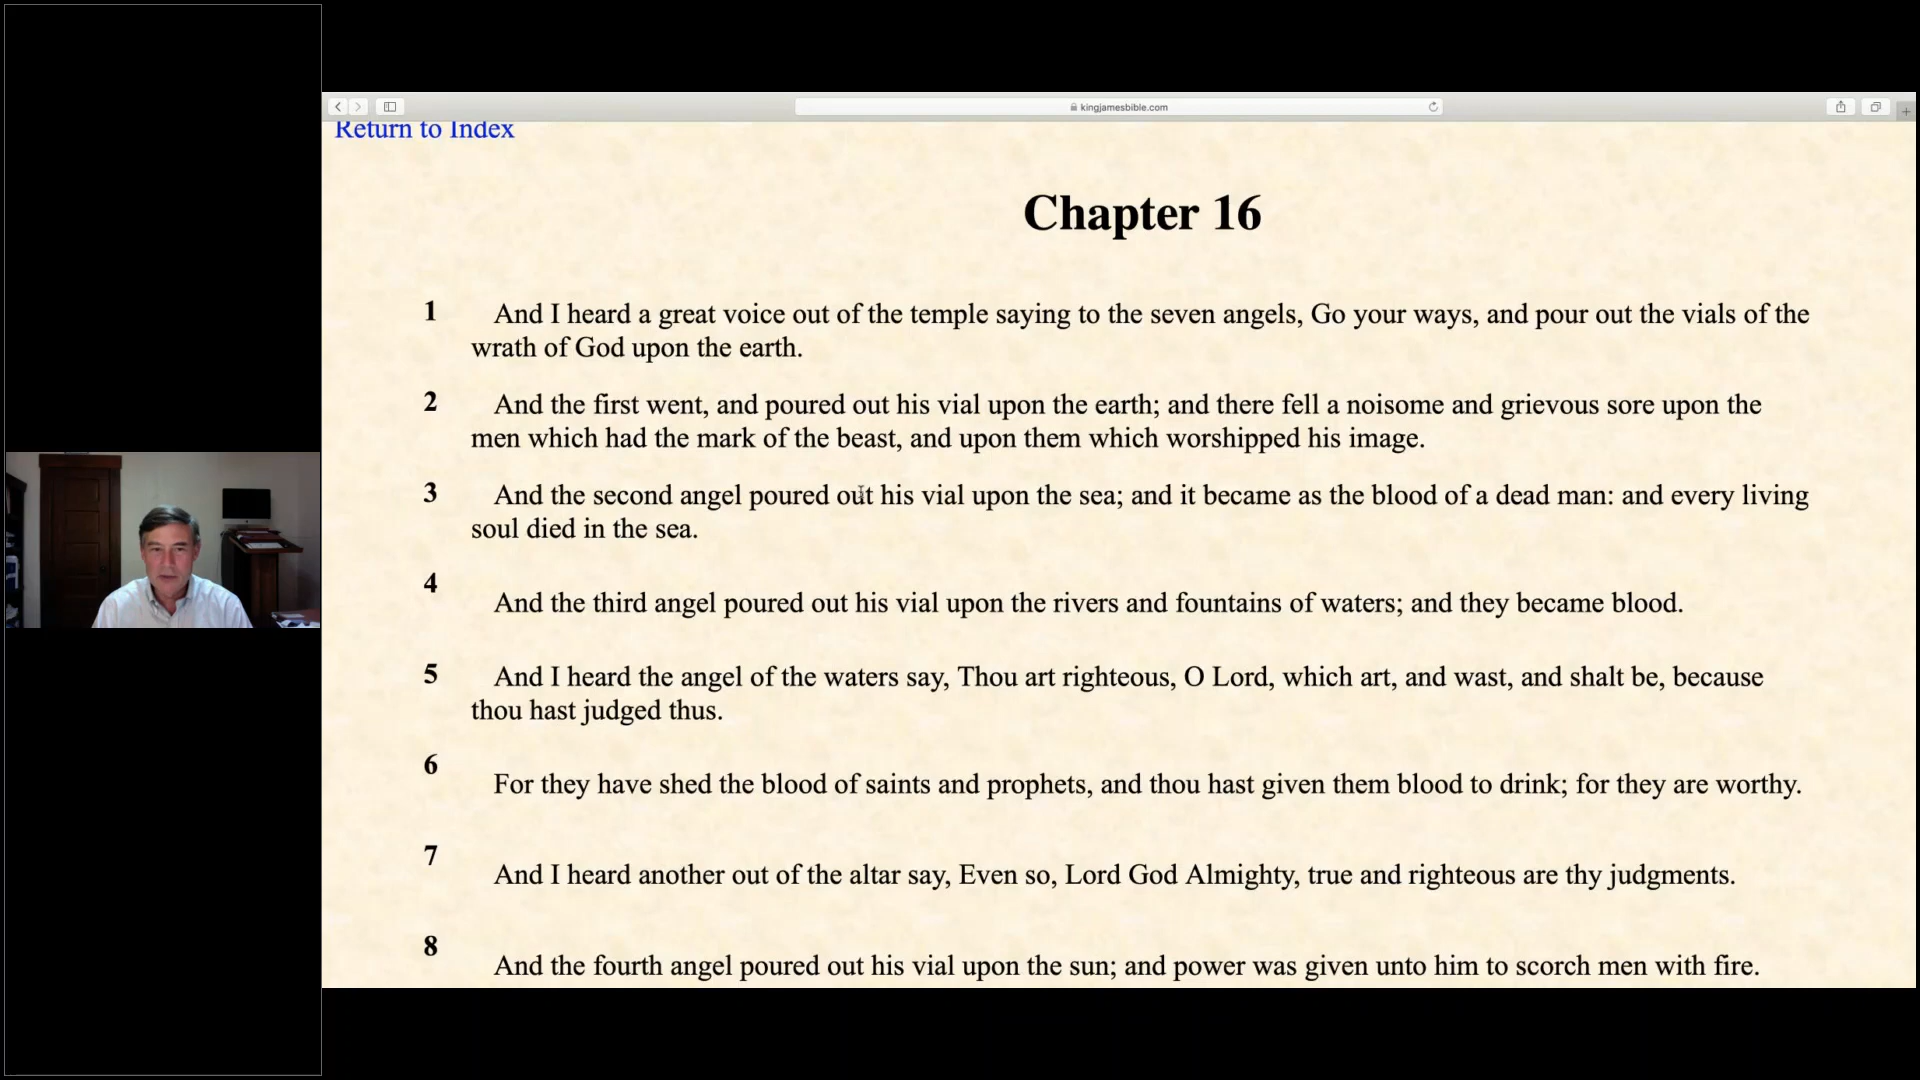 kingjamesbible.com
Return to Index
Chapter 16
1 And I heard a great voice out of the temple saying to the seven angels, Go your ways, and pour out the vials of the
wrath of God upon the earth.
2 And the first went, and poured out his vial upon the earth; and there fell a noisome and grievous sore upon the
men which had the mark of the beast, and upon them which worshipped his image.
3 And the second angel poured out his vial upon the sea; and it became as the blood of a dead man: and every living
soul died in the sea.
4 And the third angel poured out his vial upon the rivers and fountains of waters; and they became blood.
5 And I heard the angel of the waters say, Thou art righteous, O Lord, which art, and wast, and shalt be, because
thou hast judged thus.
6 For they have shed the blood of saints and prophets, and thou hast given them blood to drink; for they are worthy.
7 And I heard another out of the altar say, Even so, Lord God Almighty, true and righteous are thy judgments.
8 And the fourth angel poured out his vial upon the sun; and power was given unto him to scorch men with fire.